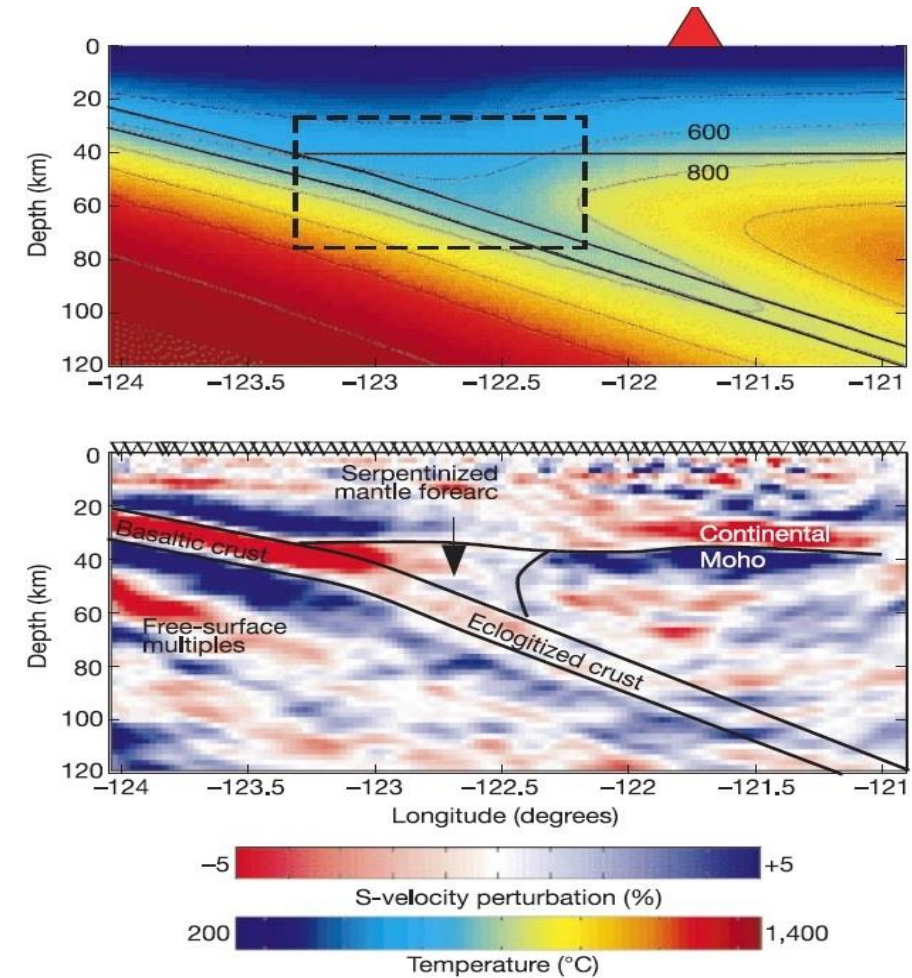 0
20
40
60
80
100
120
Depth (km)
600
800
−124
−123.5
−123
−122.5
−122
−121.5
−121
0
20
40
60
80
100
120
Depth (km)
Serpentinized
mantle forearc
Basaltic crust
Continental
Moho
Free-surface
multiples
Eclogitized crust
−124
−123.5
−123
−122.5
−122
−121.5
−121
Longitude (degrees)
−5
+5
S-velocity perturbation (%)
200
1,400
Temperature (°C)